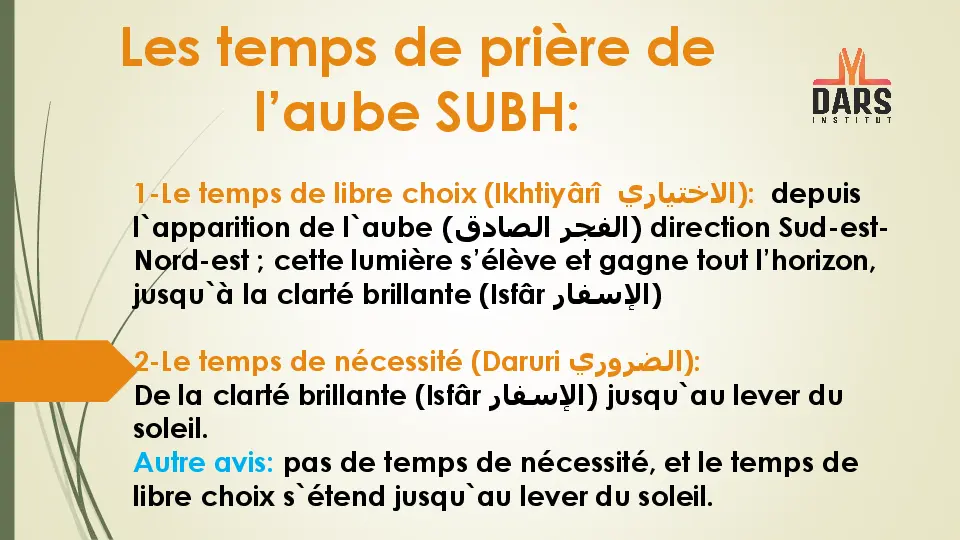 Les temps de prière de
l’aube SUBH:
DARS
INSTITUT
1-Le temps de libre choix (Ikhtiyârî الاختياري): depuis
l`apparition de l`aube (الفجر الصادق) direction Sud-est-
Nord-est ; cette lumière s’élève et gagne tout l’horizon,
jusqu`à la clarté brillante (Isfâr الإسفار)
2-Le temps de nécessité (Daruri الضروري):
De la clarté brillante (Isfâr الإسفار) jusqu`au lever du
soleil.
Autre avis: pas de temps de nécessité, et le temps de
libre choix s`étend jusqu`au lever du soleil.